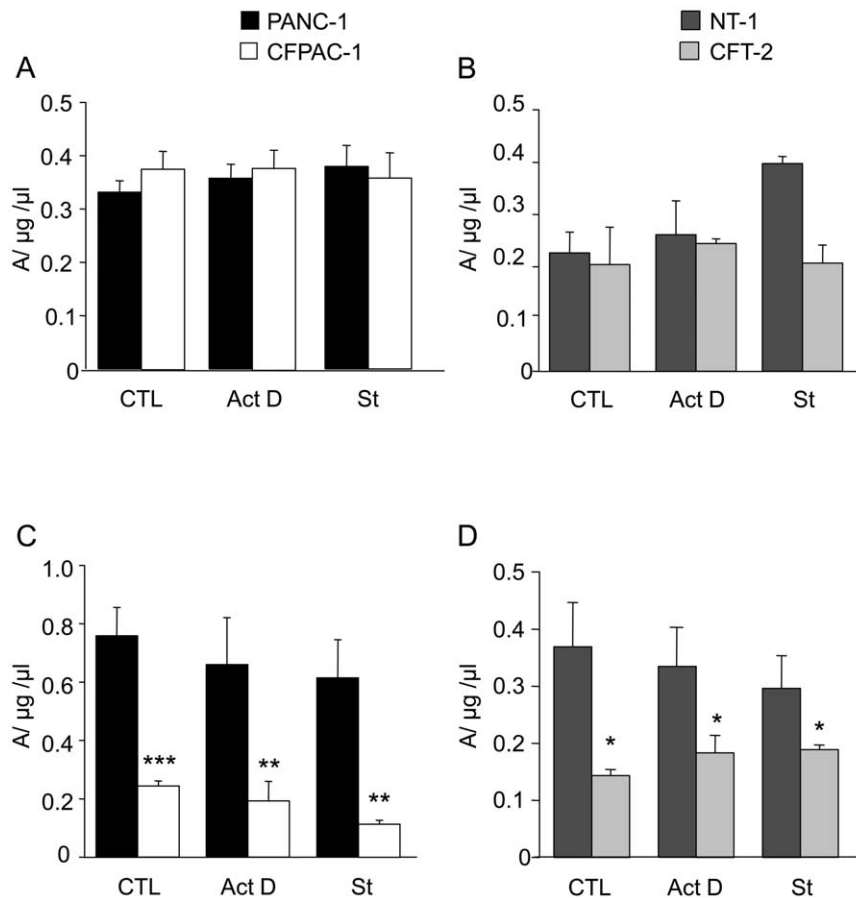 PANC-1
CFPAC-1
NT-1
CFT-2
A
B
0.5
0.4
0.3
0.2
0.1
0
A/ µg /µl
CTL Act D St
0.5
0.4
0.3
0.2
0.1
0
A/ µg /µl
CTL Act D St
C
D
1.0
0.8
0.6
0.4
0.2
0
A/ µg /µl
*** ** **
CTL Act D St
0.5
0.4
0.3
0.2
0.1
0
A/ µg /µl
* * *
CTL Act D St